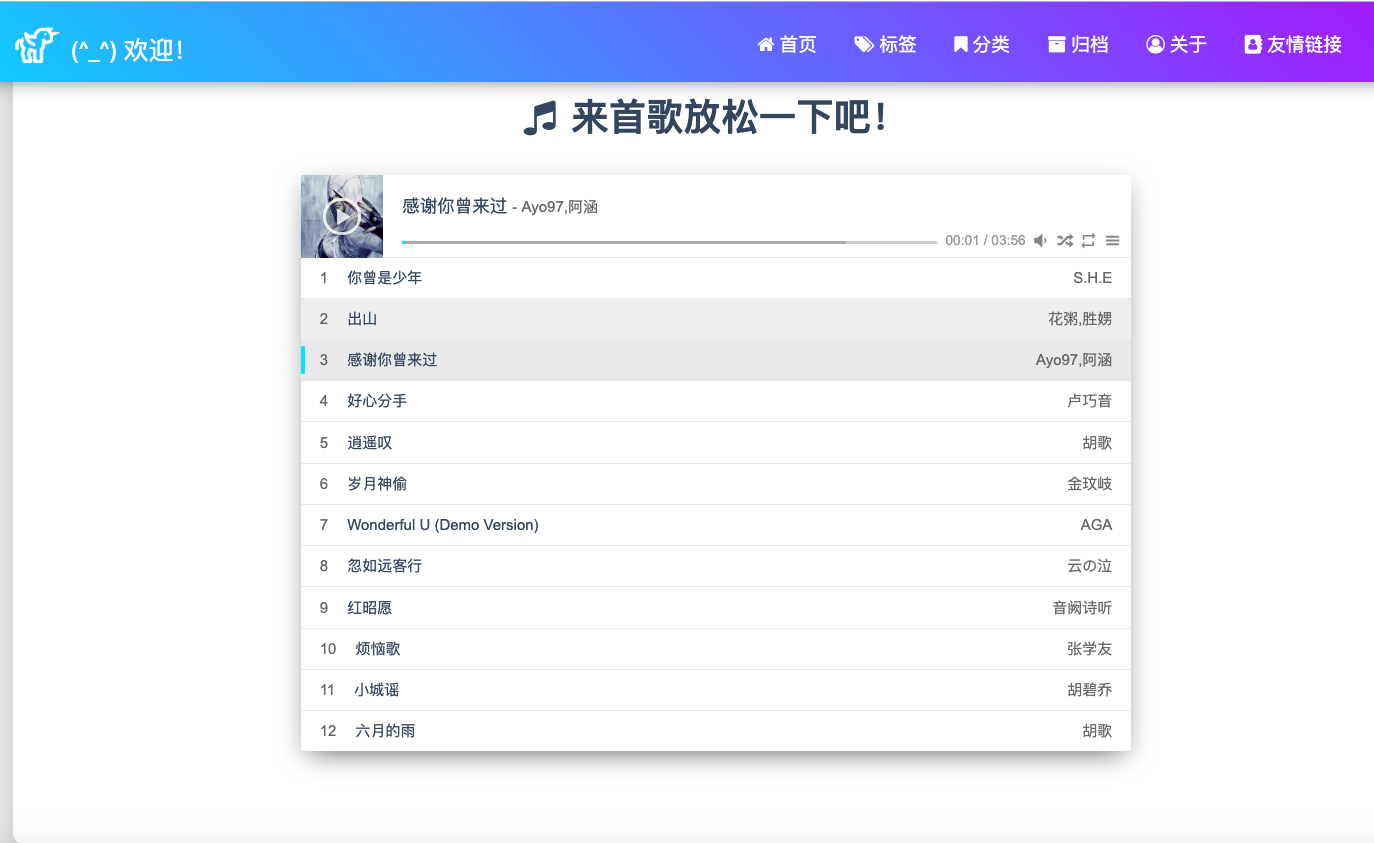 (^_^) 欢迎! 首页 标签 分类 归档 关于 友情链接
来首歌放松一下吧!
感谢你曾来过 - Ayo97,阿涵
00:01 / 03:56
1 你曾是少年 S.H.E
2 出山 花粥,胜娚
3 感谢你曾来过 Ayo97,阿涵
4 好心分手 卢巧音
5 逍遥叹 胡歌
6 岁月神偷 金玟岐
7 Wonderful U (Demo Version) AGA
8 忽如远客行 云の泣
9 红昭愿 音阙诗听
10 烦恼歌 张学友
11 小城谣 胡碧乔
12 六月的雨 胡歌